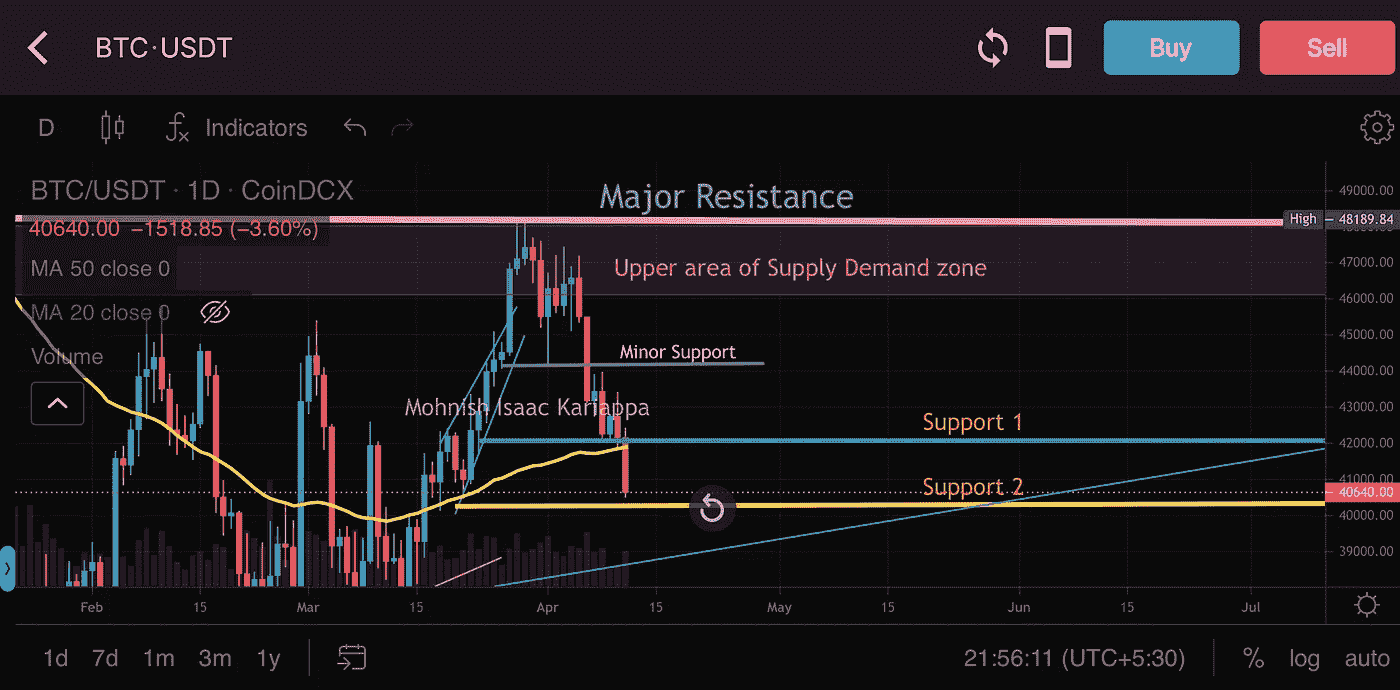 BTC·USDT
Buy
Sell
D
Indicators
BTC/USDT · 1D · CoinDCX
Major Resistance
49000.00
High
48189.84
40640.00 −1518.85 (−3.60%)
MA 50 close 0
Upper area of Supply Demand zone
47000.00
46000.00
MA 20 close 0
45000.00
Volume
Minor Support
44000.00
Mohnish Isaac Kariappa
43000.00
Support 1
42000.00
41000.00
Support 2
40640.00
40000.00
39000.00
Feb 15 Mar 15 Apr 15 May 15 Jun 15 Jul
1d 7d 1m 3m 1y
21:56:11 (UTC+5:30)
% log auto